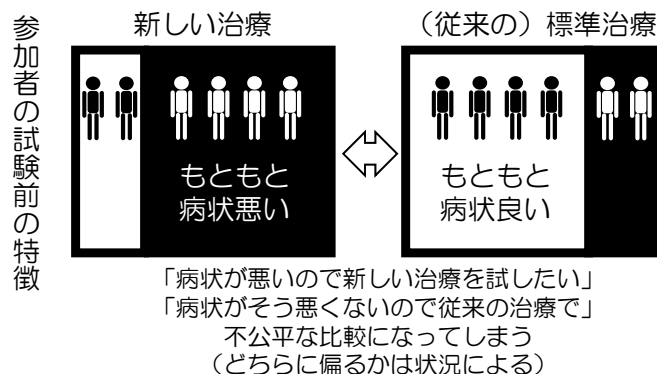 参加者の試験前の特徴
新しい治療
(従来の)標準治療
もともと
病状悪い
もともと
病状良い
「病状が悪いので新しい治療を試したい」
「病状がそう悪くないので従来の治療で」
不公平な比較になってしまう
(どちらに偏るかは状況による)